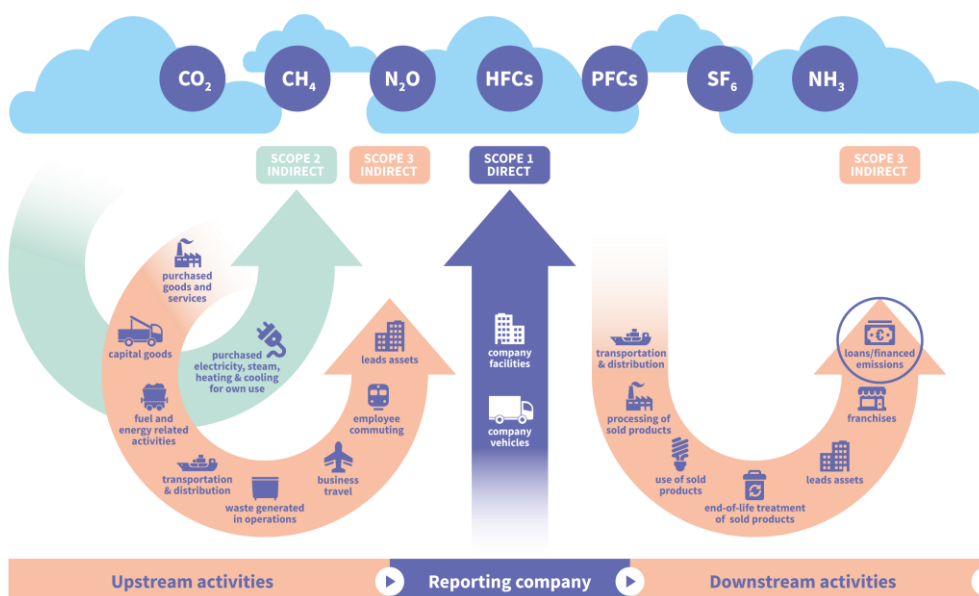 CO2
CH4
N2O
HFCs
PFCs
SF6
NH3
SCOPE 2
INDIRECT
SCOPE 3
INDIRECT
SCOPE 1
DIRECT
SCOPE 3
INDIRECT
purchased
goods and
services
capital goods
fuel and
energy related
activities
transportation
& distribution
waste generated
in operations
business
travel
employee
commuting
leads assets
purchased
electricity, steam,
heating & cooling
for own use
company
facilities
company
vehicles
transportation
& distribution
processing of
sold products
use of sold
products
end-of-life treatment
of sold products
leads assets
franchises
€
loans/financed
emissions
Upstream activities
Reporting company
Downstream activities